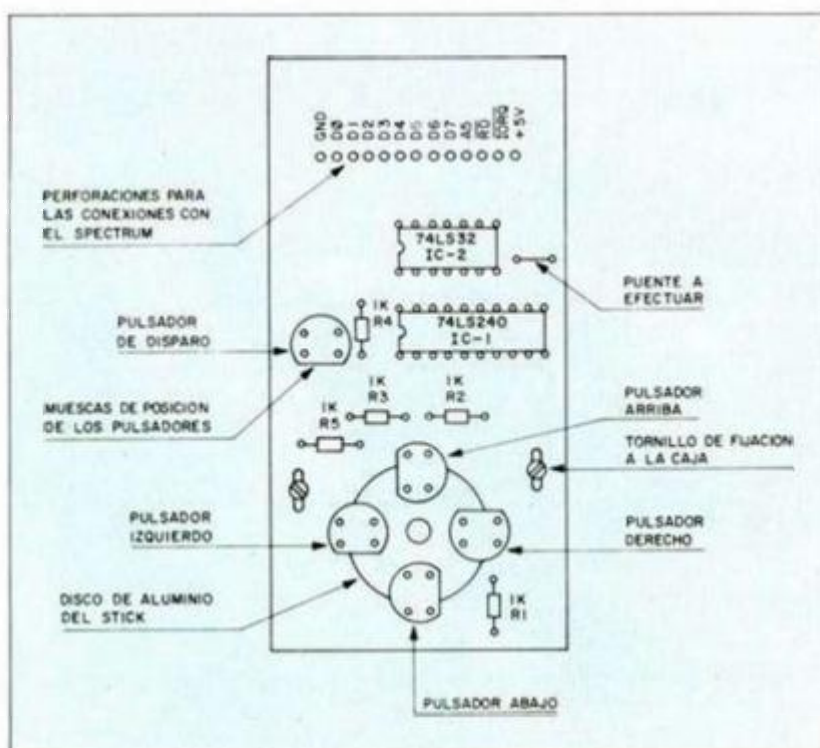 GND
D0
D1
D2
D3
D4
D5
D6
D7
A5
RD
IORQ
+5V
PERFORACIONES PARA
LAS CONEXIONES CON
EL SPECTRUM
74LS32
IC-2
PUENTE A
EFECTUAR
PULSADOR
DE DISPARO
1K
R4
74LS240
IC-1
MUESCAS DE POSICION
DE LOS PULSADORES
1K
R3
1K
R2
PULSADOR
ARRIBA
1K
R5
TORNILLO DE FIJACION
A LA CAJA
PULSADOR
IZQUIERDO
PULSADOR
DERECHO
DISCO DE ALUMINIO
DEL STICK
1K
R1
PULSADOR ABAJO